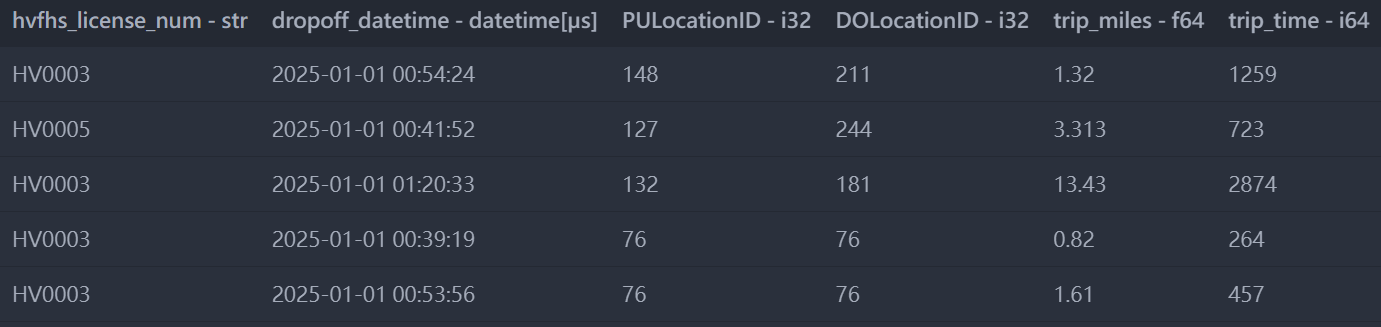 hvfhs_license_num - str dropoff_datetime - datetime[μs] PULocationID - i32 DOLocationID - i32 trip_miles - f64 trip_time - i64
HV0003 2025-01-01 00:54:24 148 211 1.32 1259
HV0005 2025-01-01 00:41:52 127 244 3.313 723
HV0003 2025-01-01 01:20:33 132 181 13.43 2874
HV0003 2025-01-01 00:39:19 76 76 0.82 264
HV0003 2025-01-01 00:53:56 76 76 1.61 457